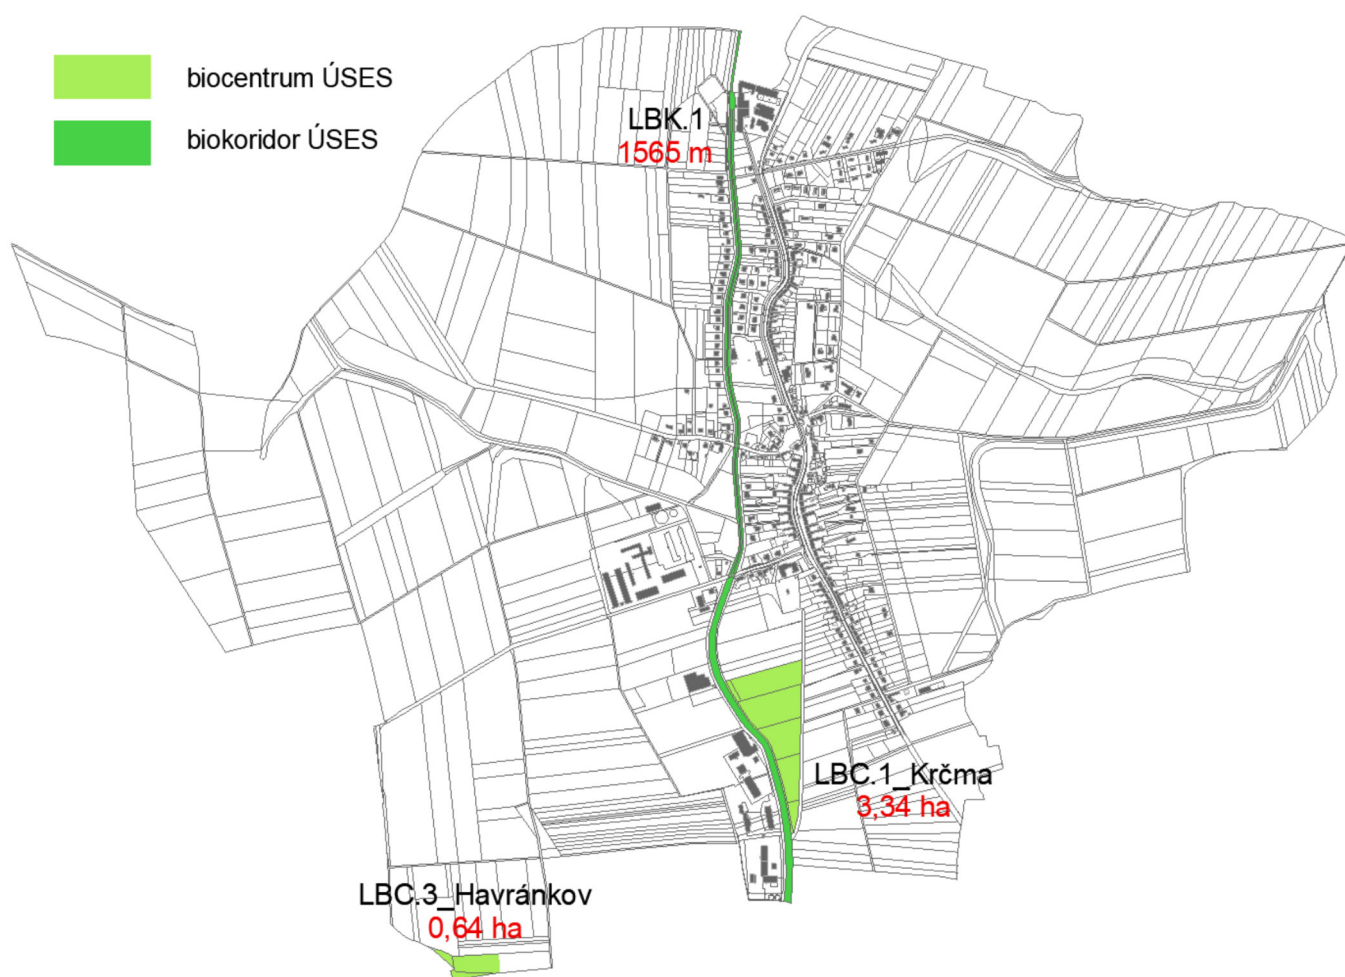 biocentrum ÚSES
biokoridor ÚSES
LBK.1
1565 m
LBC.1_Krčma
3,34 ha
LBC.3_Havránkov
0,64 ha